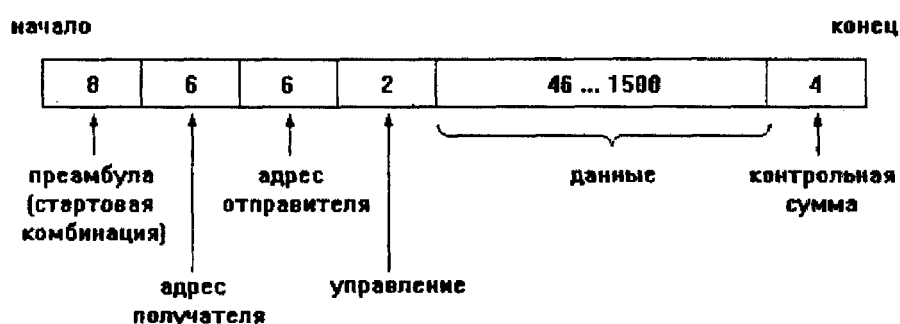 начало
конец
8
6
6
2
46 ... 1500
4
преамбула
(стартовая
комбинация)
адрес
отправителя
данные
контрольная
сумма
адрес
получателя
управление